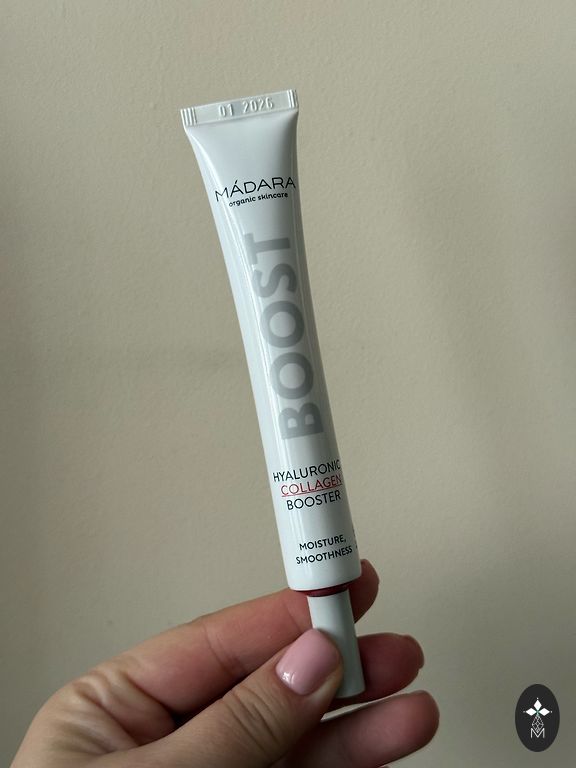 01 2026
MÁDARA
organic skincare
BOOST
HYALURONIC
COLLAGEN
BOOSTER
MOISTURE,
SMOOTHNESS
M